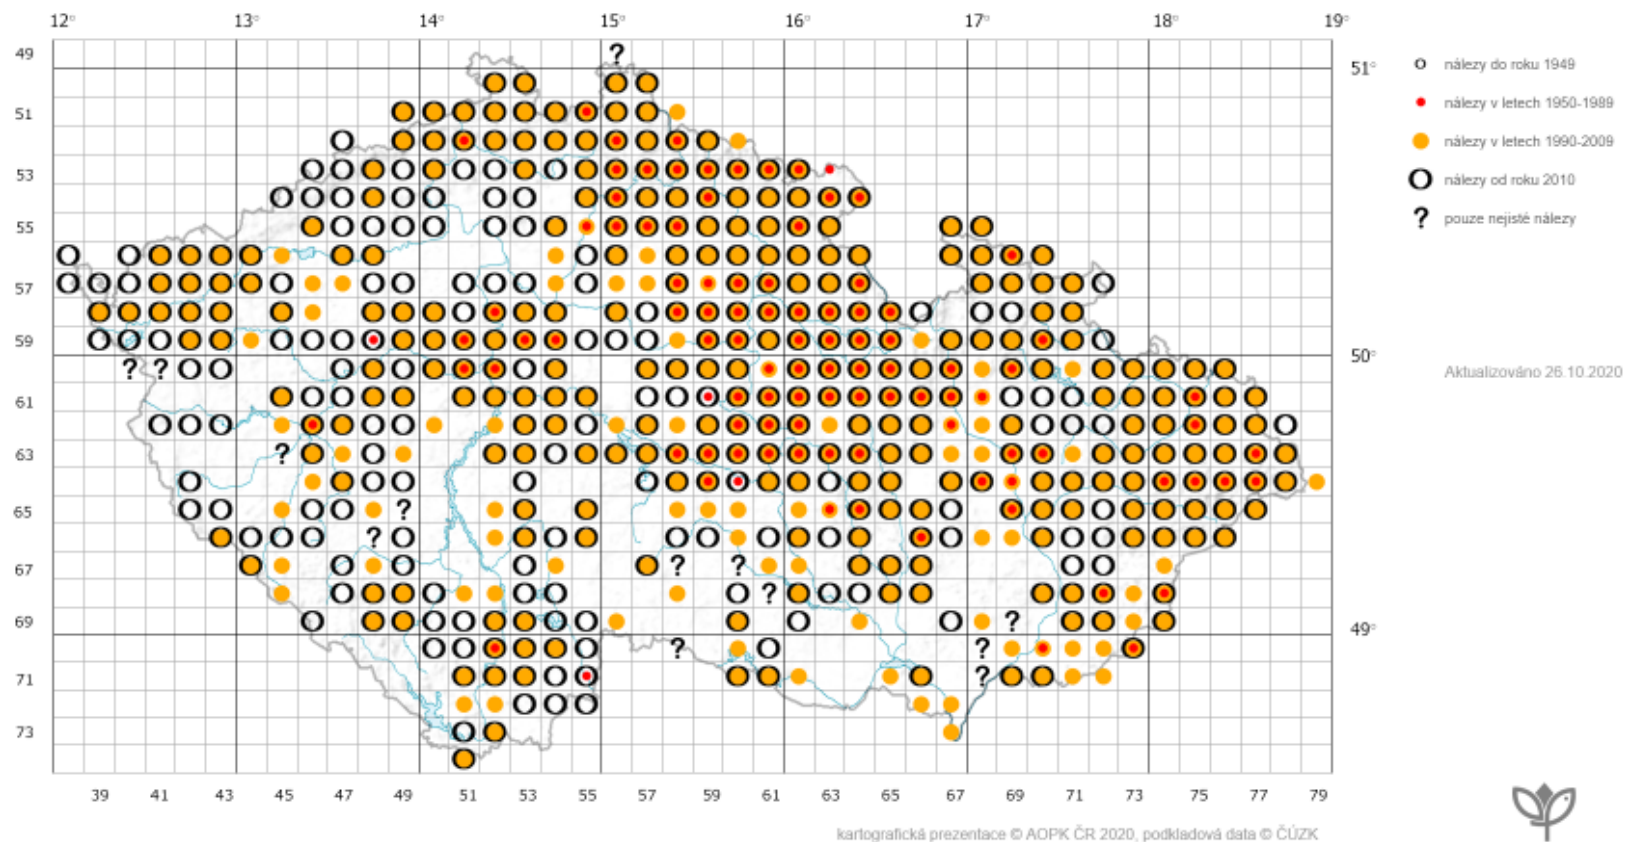 12° 13° 14° 15° 16° 17° 18° 19°
49
51
53
55
57
59
61
63
65
67
69
71
73
51°
50°
49°
39 41 43 45 47 49 51 53 55 57 59 61 63 65 67 69 71 73 75 77 79
nálezy do roku 1949
nálezy v letech 1950-1989
nálezy v letech 1990-2009
nálezy od roku 2010
? pouze nejisté nálezy
Aktualizováno 26.10.2020
kartografická prezentace © AOPK ČR 2020, podkladová data © ČÚZK